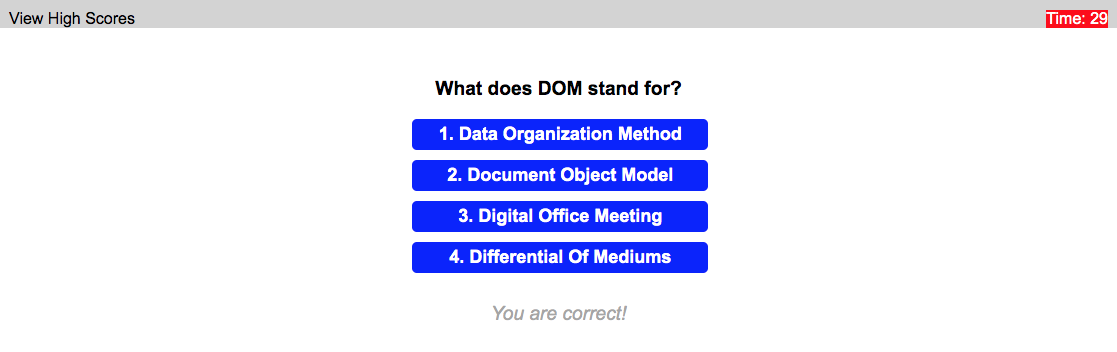 View High Scores
Time: 29
What does DOM stand for?
1. Data Organization Method
2. Document Object Model
3. Digital Office Meeting
4. Differential Of Mediums
You are correct!